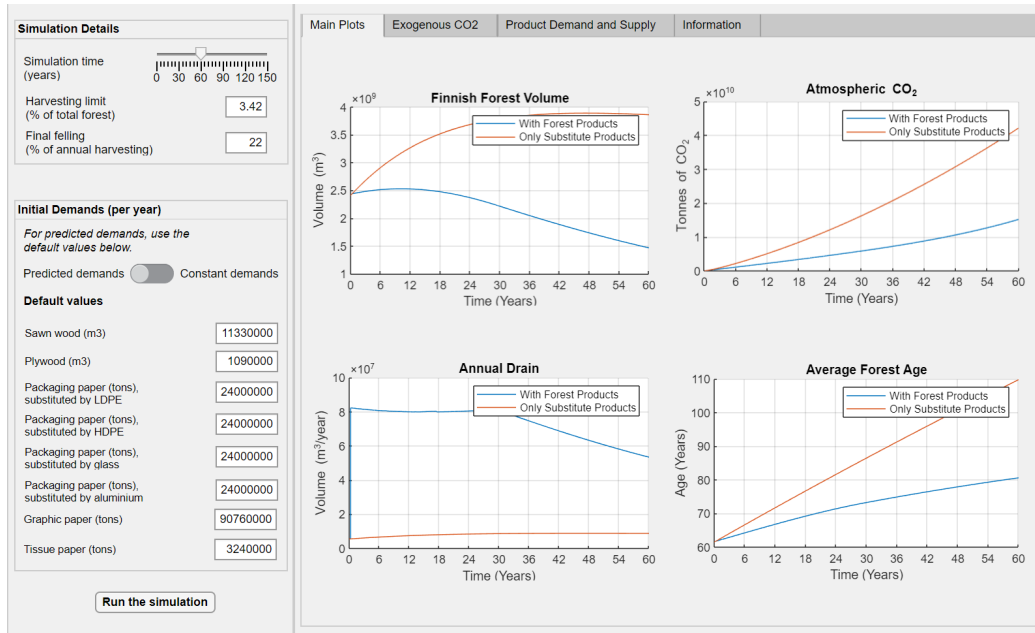 Simulation Details
Simulation time
(years)
0 30 60 90 120 150
Harvesting limit
(% of total forest)
3.42
Final felling
(% of annual harvesting)
22
Initial Demands (per year)
For predicted demands, use the
default values below.
Predicted demands Constant demands
Default values
Sawn wood (m3) 11330000
Plywood (m3) 1090000
Packaging paper (tons),
substituted by LDPE
24000000
Packaging paper (tons),
substituted by HDPE
24000000
Packaging paper (tons),
substituted by glass
24000000
Packaging paper (tons),
substituted by aluminium
24000000
Graphic paper (tons) 90760000
Tissue paper (tons) 3240000
Run the simulation
Main Plots Exogenous CO2 Product Demand and Supply Information
Finnish Forest Volume
×10⁹
4
3.5
3
2.5
2
1.5
1
Volume (m³)
With Forest Products
Only Substitute Products
0 6 12 18 24 30 36 42 48 54 60
Time (Years)
Atmospheric CO₂
×10¹⁰
5
4
3
2
1
0
Tonnes of CO₂
With Forest Products
Only Substitute Products
0 6 12 18 24 30 36 42 48 54 60
Time (Years)
Annual Drain
×10⁷
10
8
6
4
2
0
Volume (m³/year)
With Forest Products
Only Substitute Products
0 6 12 18 24 30 36 42 48 54 60
Time (Years)
Average Forest Age
110
100
90
80
70
60
Age (Years)
With Forest Products
Only Substitute Products
0 6 12 18 24 30 36 42 48 54 60
Time (Years)